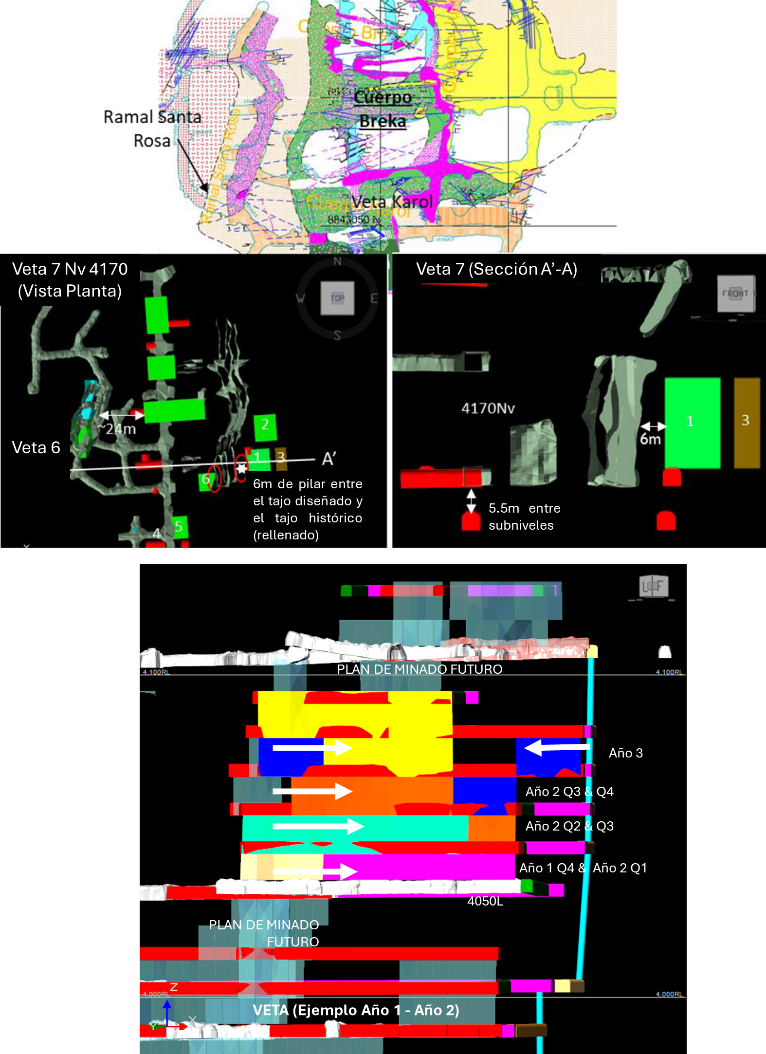 Cuerpo Breka
Ramal Santa
Rosa
Ramal Santa Rosa
Veta Karol
8843050 N
Veta 7 Nv 4170
(Vista Planta)
N
W
TOP
E
S
~24m
Veta 6
2
1
3
A'
6
6m de pilar entre
el tajo diseñado y
el tajo histórico
(rellenado)
4
5
Veta 7 (Sección A'-A)
FRONT
4170Nv
1
3
6m
5.5m entre
subniveles
PLAN DE MINADO FUTURO
4.100RL
4.100RL
Año 3
Año 2 Q3 & Q4
Año 2 Q2 & Q3
Año 1 Q4 & Año 2 Q1
4050L
PLAN DE MINADO
FUTURO
4.000RL
4.000RL
Z
X
Y
VETA (Ejemplo Año 1 - Año 2)